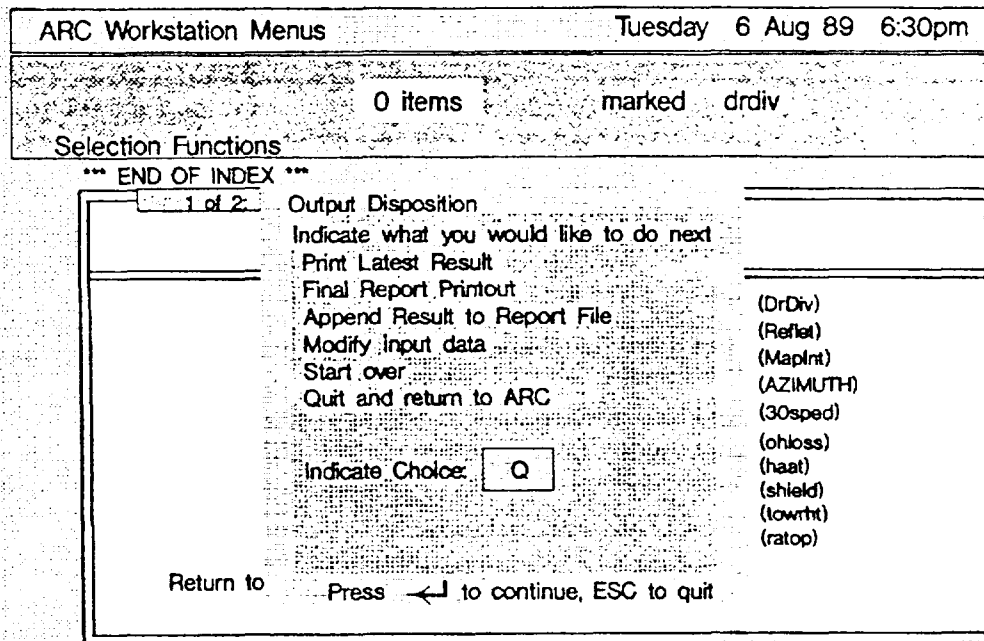 ARC Workstation Menus Tuesday 6 Aug 89 6:30pm
0 items marked drdiv
Selection Functions
*** END OF INDEX ***
1 of 2:
Output Disposition
Indicate what you would like to do next
Print Latest Result
Final Report Printout
Append Result to Report File
Modify input data
Start over
Quit and return to ARC
Indicate Choice: Q
(DrDiv)
(Reflet)
(MapInt)
(AZIMUTH)
(30sped)
(ohloss)
(haat)
(shield)
(towrht)
(ratop)
Return to
Press ←┘ to continue, ESC to quit